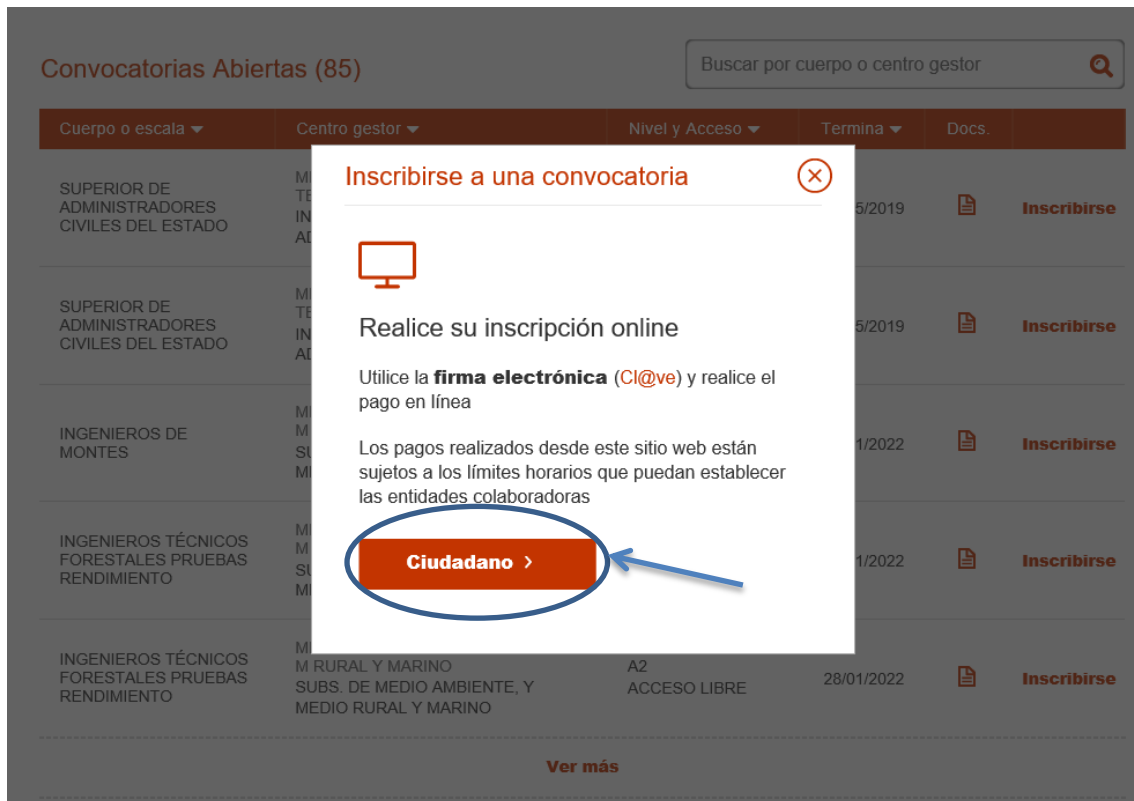 Convocatorias Abiertas (85)
Buscar por cuerpo o centro gestor
Cuerpo o escala
Centro gestor
Nivel y Acceso
Termina
Docs.
Inscribirse a una convocatoria
Realice su inscripción online
Utilice la firma electrónica (Cl@ve) y realice el
pago en línea
Los pagos realizados desde este sitio web están
sujetos a los límites horarios que puedan establecer
las entidades colaboradoras
Ciudadano >
SUPERIOR DE
ADMINISTRADORES
CIVILES DEL ESTADO
5/2019
Inscribirse
SUPERIOR DE
ADMINISTRADORES
CIVILES DEL ESTADO
5/2019
Inscribirse
INGENIEROS DE
MONTES
1/2022
Inscribirse
INGENIEROS TÉCNICOS
FORESTALES PRUEBAS
RENDIMIENTO
1/2022
Inscribirse
INGENIEROS TÉCNICOS
FORESTALES PRUEBAS
RENDIMIENTO
M RURAL Y MARINO
SUBS. DE MEDIO AMBIENTE, Y
MEDIO RURAL Y MARINO
A2
ACCESO LIBRE
28/01/2022
Inscribirse
Ver más